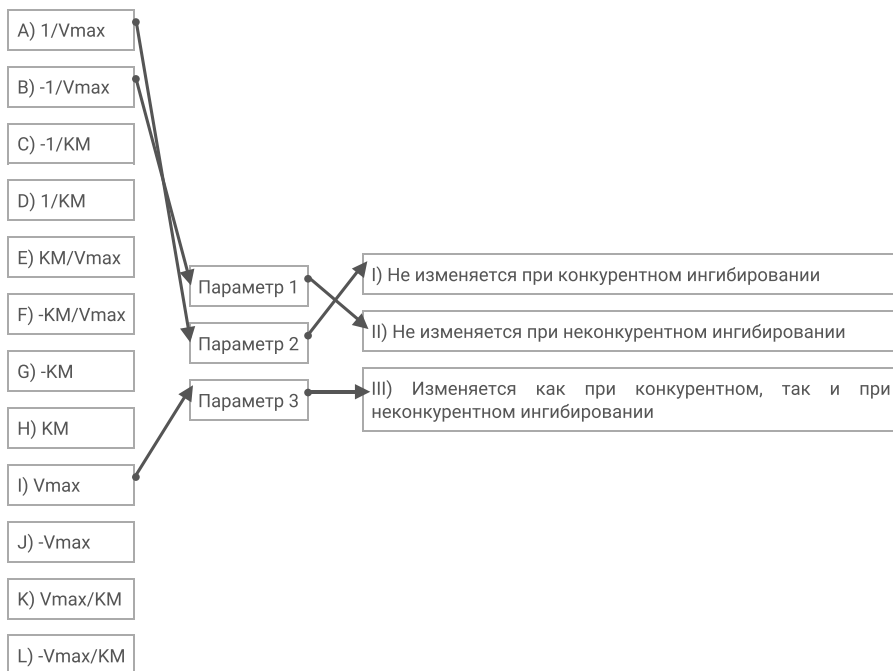 A) 1/Vmax
B) -1/Vmax
C) -1/KM
D) 1/KM
E) KM/Vmax
F) -KM/Vmax
G) -KM
H) KM
I) Vmax
J) -Vmax
K) Vmax/KM
L) -Vmax/KM
Параметр 1
Параметр 2
Параметр 3
I) Не изменяется при конкурентном ингибировании
II) Не изменяется при неконкурентном ингибировании
III) Изменяется как при конкурентном, так и при
неконкурентном ингибировании